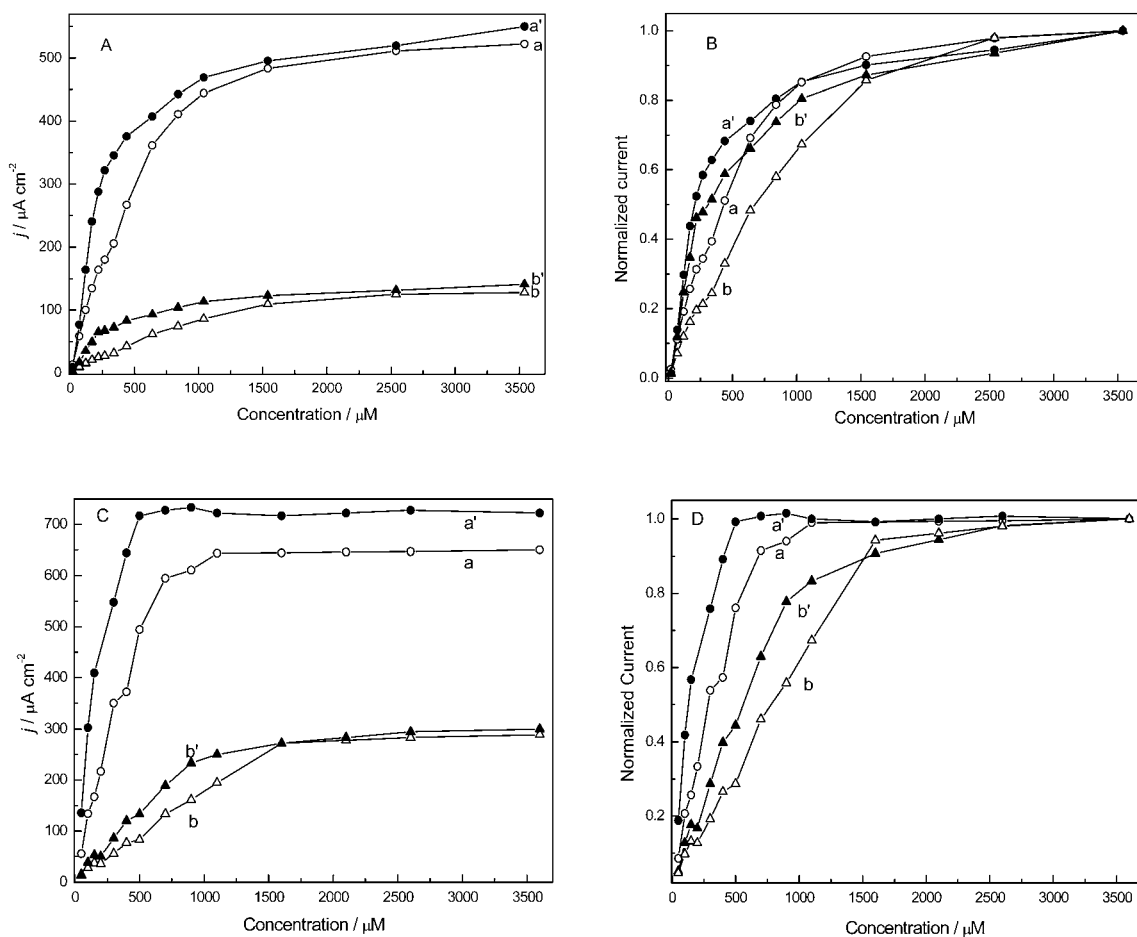 A
a'
a
b'
b
j / μA cm-2
500
400
300
200
100
0
0 500 1000 1500 2000 2500 3000 3500
Concentration / μM
B
a'
b'
a
b
Normalized current
1.0
0.8
0.6
0.4
0.2
0.0
0 500 1000 1500 2000 2500 3000 3500
Concentration / μM
C
a'
a
b'
b
j / μA cm-2
700
600
500
400
300
200
100
0
0 500 1000 1500 2000 2500 3000 3500
Concentration / μM
D
a'
a
b'
b
Normalized Current
1.0
0.8
0.6
0.4
0.2
0 500 1000 1500 2000 2500 3000 3500
Concentration / μM